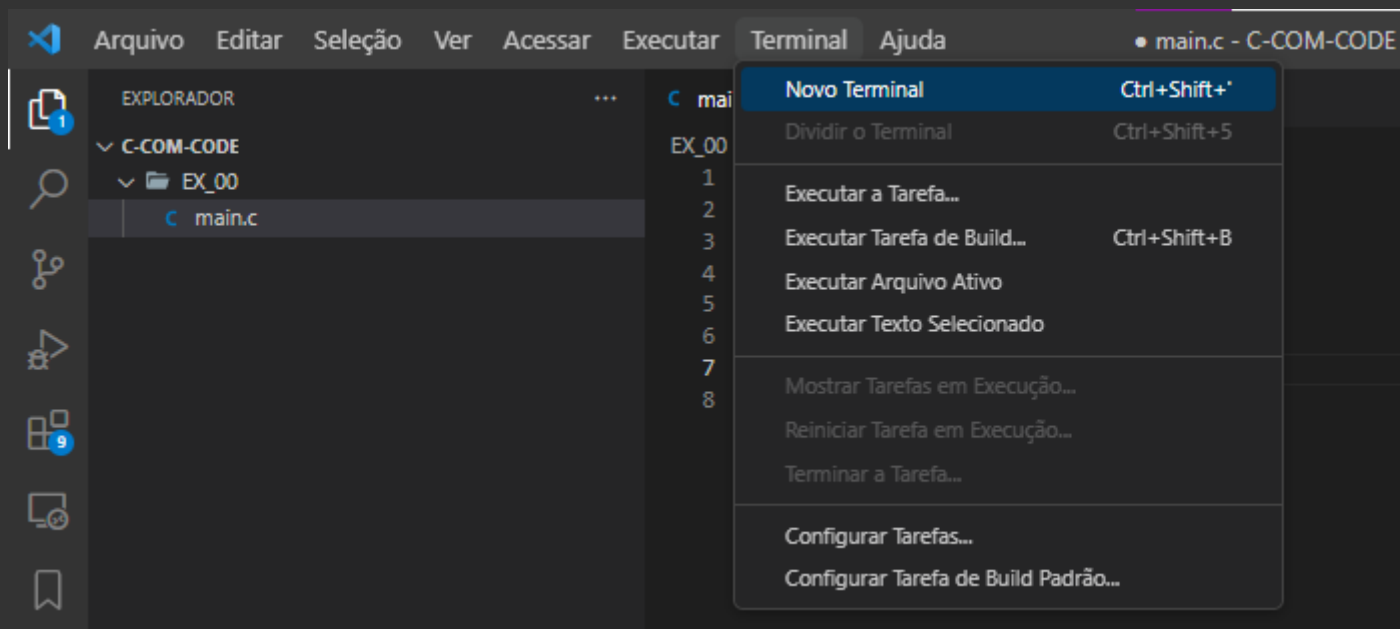 Arquivo Editar Seleção Ver Acessar Executar Terminal Ajuda ● main.c - C-COM-CODE
EXPLORADOR ...
C-COM-CODE
EX_00
C main.c
1
9
C mai
EX_00
1
2
3
4
5
6
7
8
Novo Terminal Ctrl+Shift+'
Dividir o Terminal Ctrl+Shift+5
Executar a Tarefa...
Executar Tarefa de Build... Ctrl+Shift+B
Executar Arquivo Ativo
Executar Texto Selecionado
Mostrar Tarefas em Execução...
Reiniciar Tarefa em Execução...
Terminar a Tarefa...
Configurar Tarefas...
Configurar Tarefa de Build Padrão...